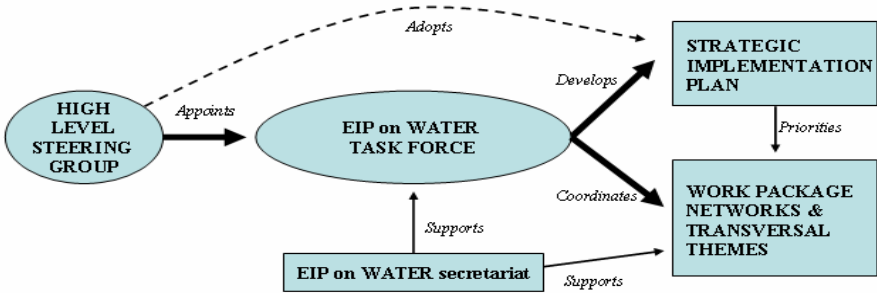 Adopts
STRATEGIC
IMPLEMENTATION
PLAN
Develops
HIGH
LEVEL
STEERING
GROUP
Appoints
EIP on WATER
TASK FORCE
Priorities
Coordinates
WORK PACKAGE
NETWORKS &
TRANSVERSAL
THEMES
Supports
EIP on WATER secretariat
Supports